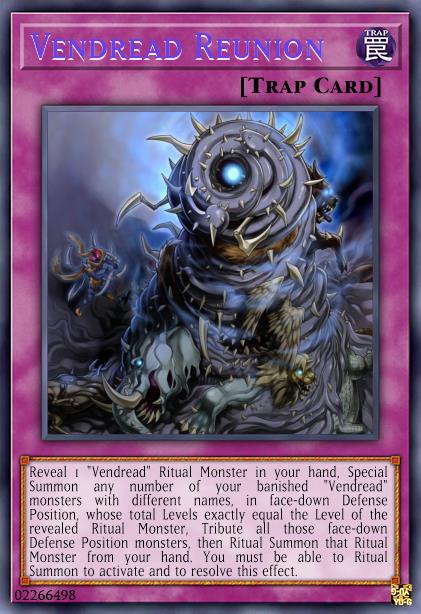 VENDREAD REUNION
TRAP
罠
[TRAP CARD]
Reveal 1 "Vendread" Ritual Monster in your hand, Special
Summon any number of your banished "Vendread"
monsters with different names, in face-down Defense
Position, whose total Levels exactly equal the Level of the
revealed Ritual Monster, Tribute all those face-down
Defense Position monsters, then Ritual Summon that Ritual
Monster from your hand. You must be able to Ritual
Summon to activate and to resolve this effect.
02266498